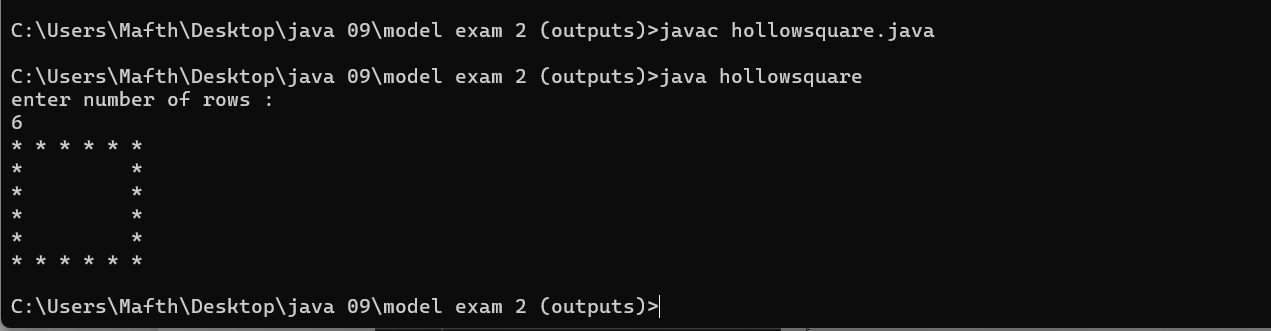 C:\Users\Mafth\Desktop\java 09\model exam 2 (outputs)>javac hollowsquare.java
C:\Users\Mafth\Desktop\java 09\model exam 2 (outputs)>java hollowsquare
enter number of rows :
6
* * * * * *
*         *
*         *
*         *
*         *
* * * * * *
C:\Users\Mafth\Desktop\java 09\model exam 2 (outputs)>